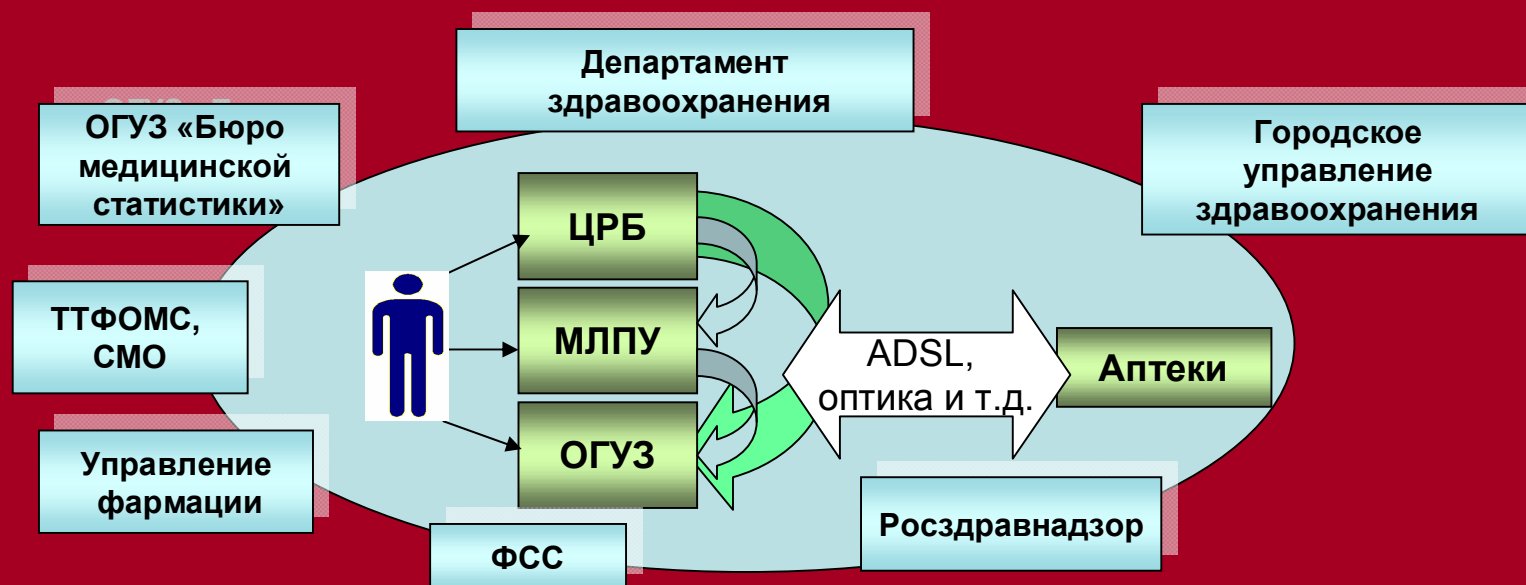 Департамент
здравоохранения
ОГУЗ «Бюро
медицинской
статистики»
Городское
управление
здравоохранения
ЦРБ
ТТФОМС,
СМО
МЛПУ
ADSL,
оптика и т.д.
Аптеки
ОГУЗ
Управление
фармации
Росздравнадзор
ФСС